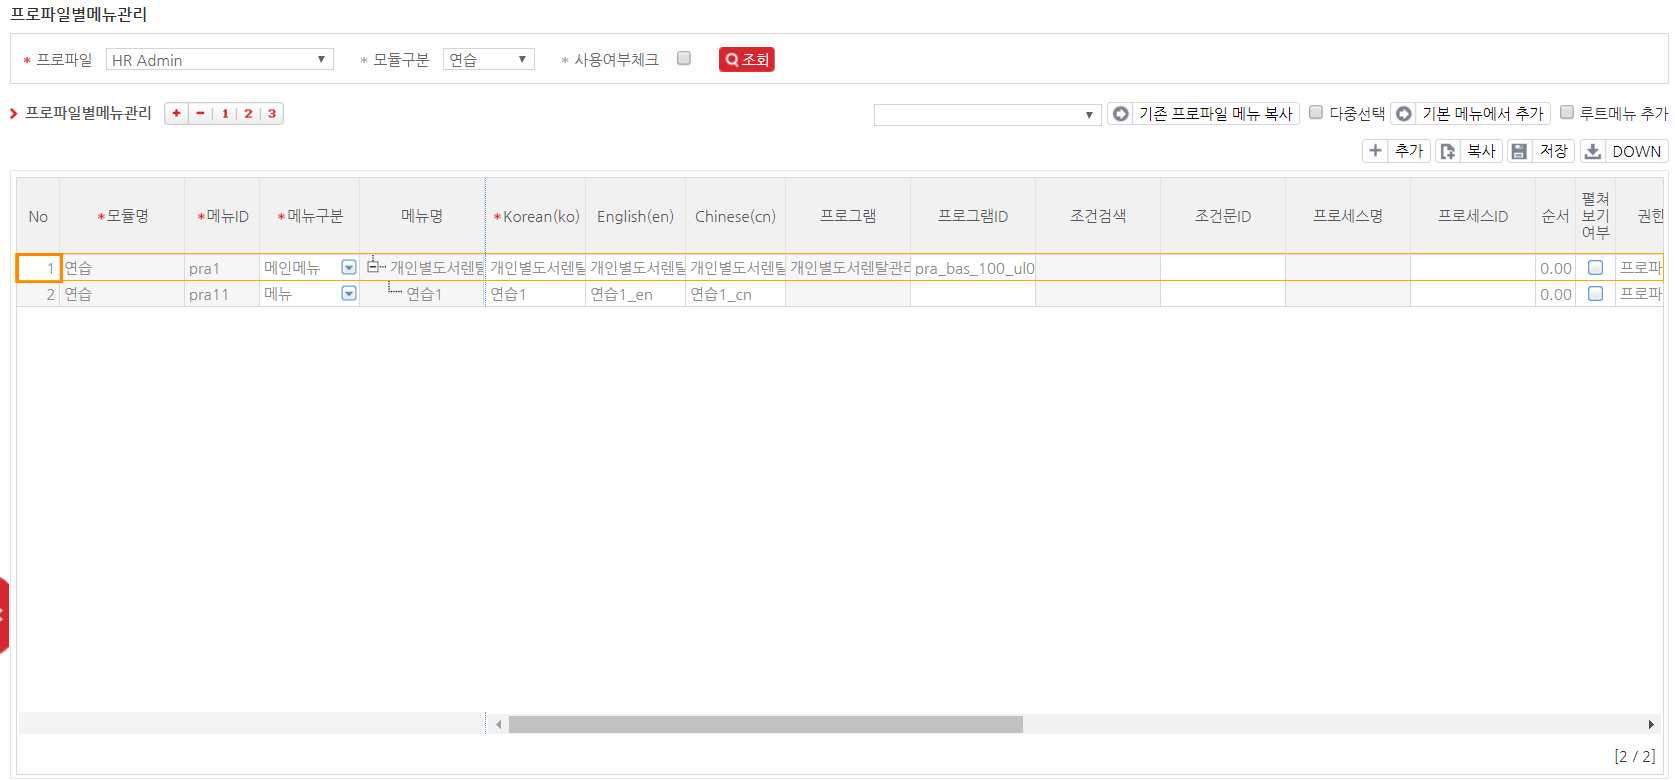 프로파일별메뉴관리
* 프로파일 HR Admin * 모듈구분 연습 * 사용여부체크 조회
프로파일별메뉴관리 + - 1 2 3 기존 프로파일 메뉴 복사 다중선택 기본 메뉴에서 추가 루트메뉴 추가
추가 복사 저장 DOWN
No *모듈명 *메뉴ID *메뉴구분 메뉴명 *Korean(ko) English(en) Chinese(cn) 프로그램 프로그램ID 조건검색 조건문ID 프로세스명 프로세스ID 순서 펼쳐보기여부 권한
1 연습 pra1 메인메뉴 개인별도서렌탈 개인별도서렌탈 개인별도서렌탈 개인별도서렌탈 개인별도서렌탈관리 pra_bas_100_ul0 0.00 프로파
2 연습 pra11 메뉴 연습1 연습1 연습1_en 연습1_cn 0.00 프로파
[2 / 2]